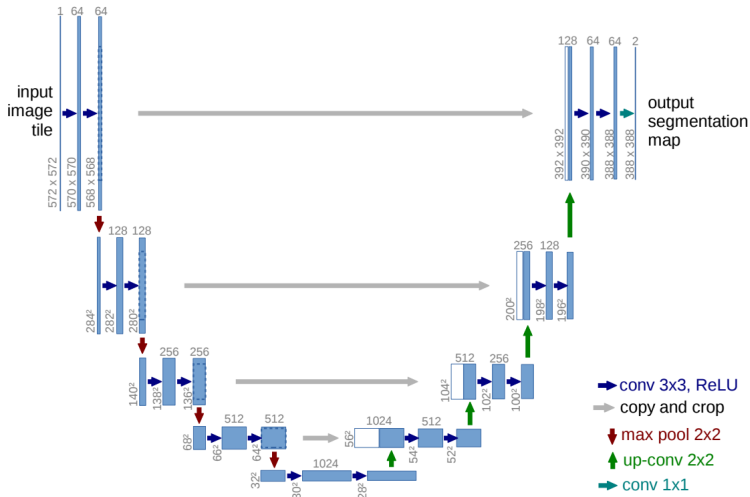 1 64 64
128 64 64 2
input
image
tile
output
segmentation
map
572 x 572
570 x 570
568 x 568
392 x 392
390 x 390
388 x 388
388 x 388
128 128
256 128
284²
282²
280²
200²
198²
196²
256 256
512 256
140²
138²
136²
104²
102²
100²
512 512
1024 512
68²
66²
64²
56²
54²
52²
1024
32²
30²
28²
conv 3x3, ReLU
copy and crop
max pool 2x2
up-conv 2x2
conv 1x1